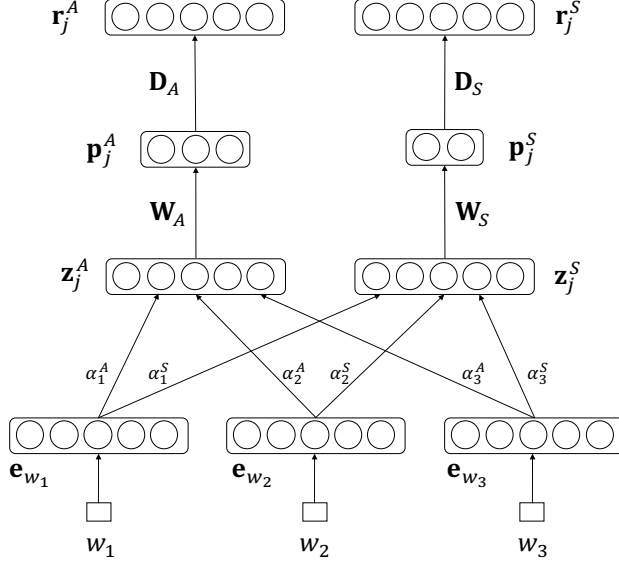 r_j^A r_j^S
D_A D_S
p_j^A p_j^S
W_A W_S
z_j^A z_j^S
α_1^A α_1^S α_2^A α_2^S α_3^A α_3^S
e_{w_1} e_{w_2} e_{w_3}
w_1 w_2 w_3